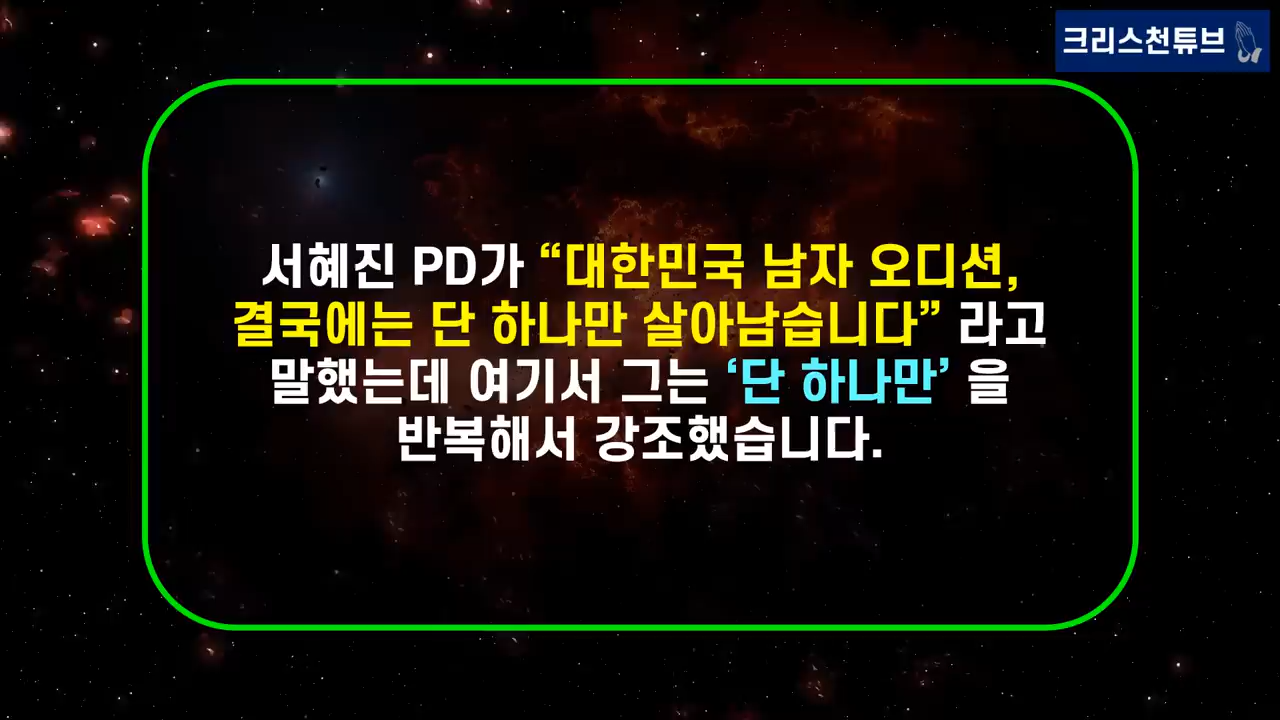 크리스천튜브
서혜진 PD가 “대한민국 남자 오디션,
결국에는 단 하나만 살아남습니다” 라고
말했는데 여기서 그는 ‘단 하나만’ 을
반복해서 강조했습니다.